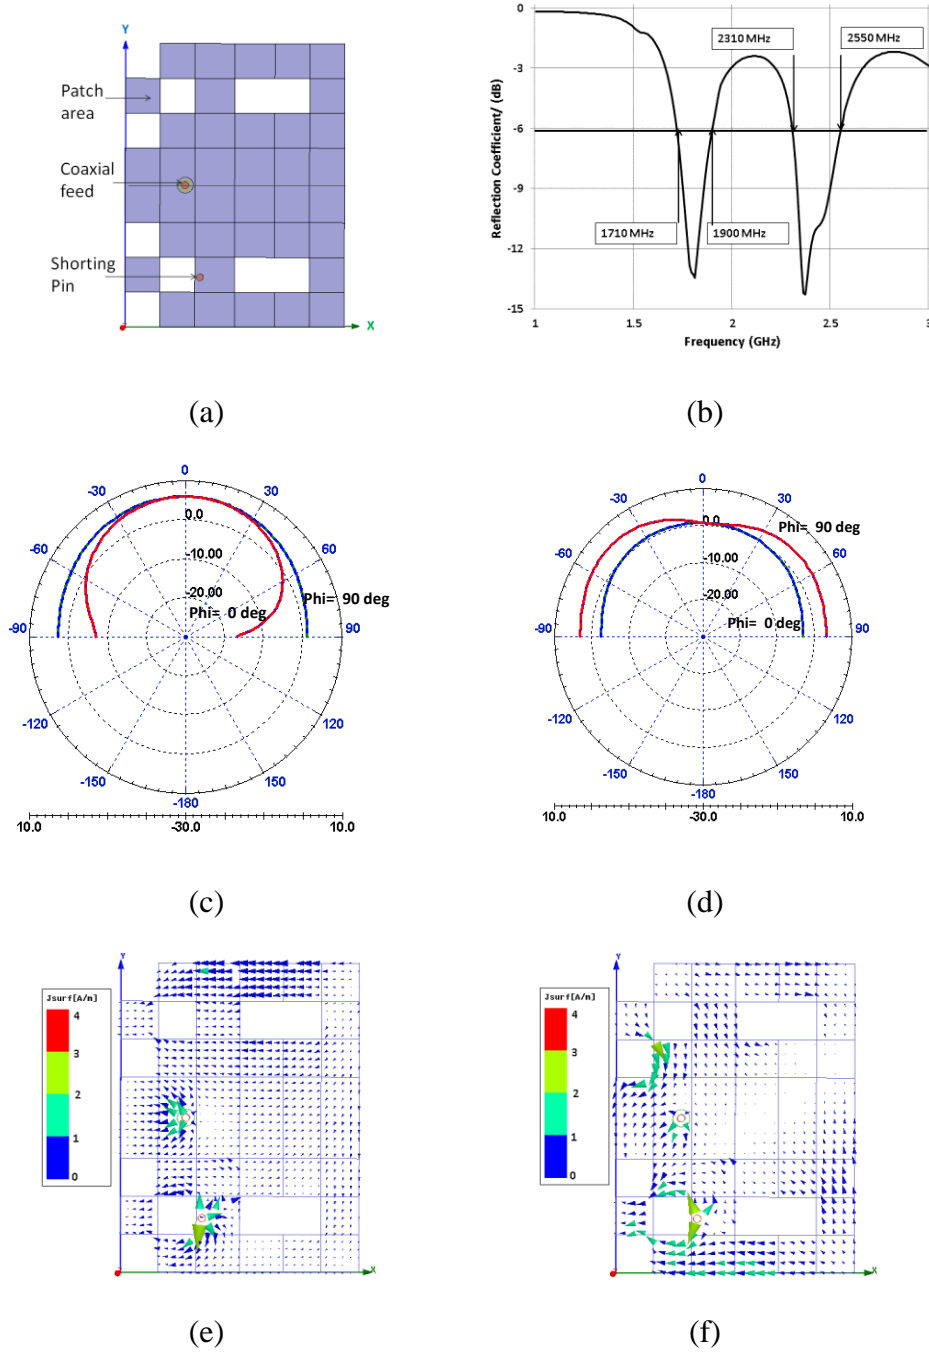 Y
Patch
area
Coaxial
feed
Shorting
Pin
X
(a)
0
-3
-6
-9
-12
-15
Reflection Coefficient/ (dB)
2310 MHz
2550 MHz
1710 MHz
1900 MHz
1
1.5
2
2.5
3
Frequency (GHz)
(b)
0
-30
30
-60
60
-90
90
-120
120
-150
150
-180
0.0
-10.00
-20.00
Phi= 90 deg
Phi= 0 deg
10.0
-30.0
10.0
(c)
0
-30
30
-60
60
-90
90
-120
120
-150
150
-180
0.0
-10.00
-20.00
Phi= 90 deg
Phi= 0 deg
10.0
-30.0
10.0
(d)
Y
Jsurf[A/m]
4
3
2
1
0
X
(e)
Y
Jsurf[A/m]
4
3
2
1
0
X
(f)